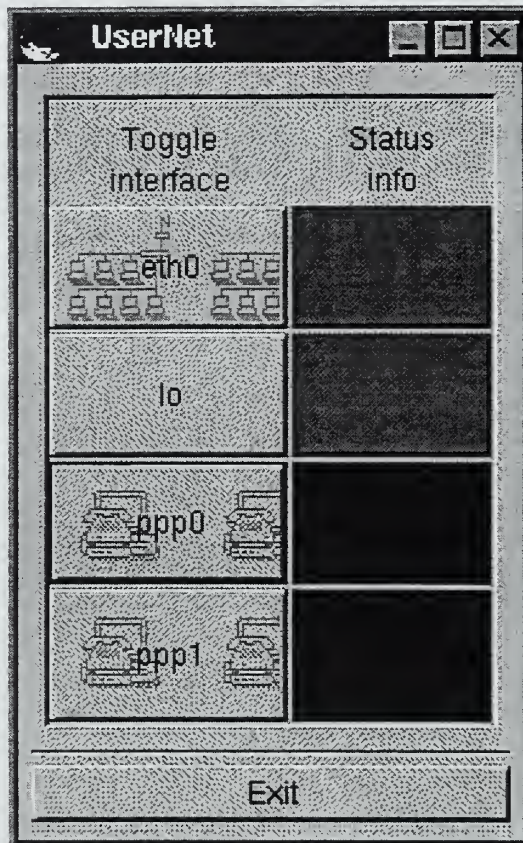 UserNet
Toggle
interface
Status
info
eth0
lo
ppp0
ppp1
Exit